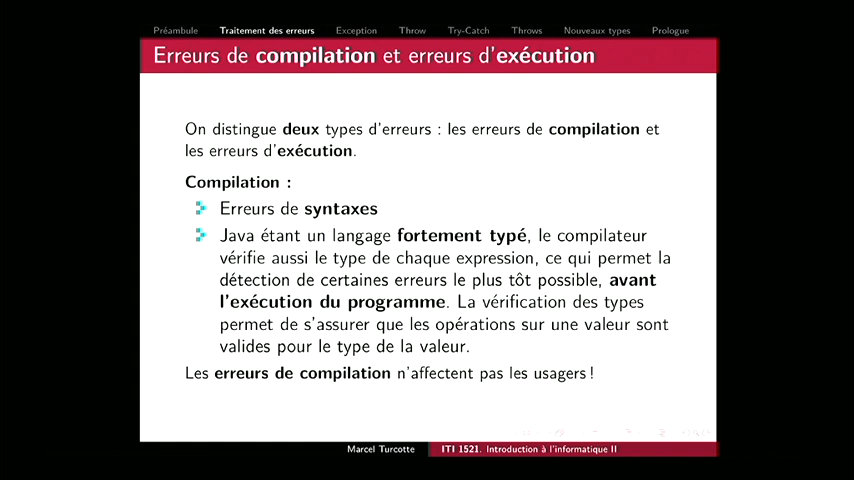 Préambule Traitement des erreurs Exception Throw Try-Catch Throws Nouveaux types Prologue
Erreurs de compilation et erreurs d'exécution
On distingue deux types d'erreurs : les erreurs de compilation et
les erreurs d'exécution.
Compilation :
Erreurs de syntaxes
Java étant un langage fortement typé, le compilateur
vérifie aussi le type de chaque expression, ce qui permet la
détection de certaines erreurs le plus tôt possible, avant
l'exécution du programme. La vérification des types
permet de s'assurer que les opérations sur une valeur sont
valides pour le type de la valeur.
Les erreurs de compilation n'affectent pas les usagers !
Marcel Turcotte ITI 1521. Introduction à l'informatique II